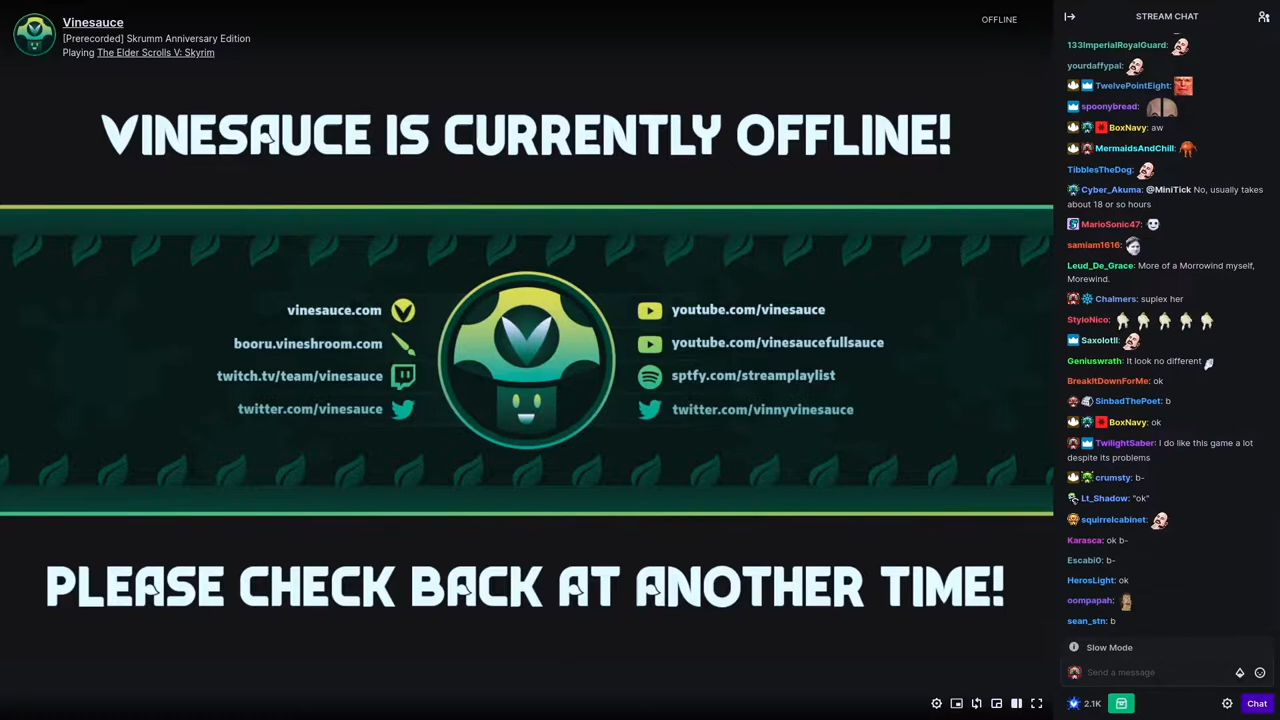 Vinesauce
[Prerecorded] Skrumm Anniversary Edition
Playing The Elder Scrolls V: Skyrim
OFFLINE
VINESAUCE IS CURRENTLY OFFLINE!
vinesauce.com
booru.vineshroom.com
twitch.tv/team/vinesauce
twitter.com/vinesauce
youtube.com/vinesauce
youtube.com/vinesaucefullsauce
sptfy.com/streamplaylist
twitter.com/vinnyvinesauce
PLEASE CHECK BACK AT ANOTHER TIME!
STREAM CHAT
133ImperialRoyalGuard:
yourdaffypal:
TwelvePointEight:
spoonybread:
BoxNavy: aw
MermaidsAndChill:
TibblesTheDog:
Cyber_Akuma: @MiniTick No, usually takes
about 18 or so hours
MarioSonic47:
samiam1616:
Leud_De_Grace: More of a Morrowind myself,
Morewind.
Chalmers: suplex her
StyloNico:
Saxolotll:
Geniuswrath: It look no different
BreakItDownForMe: ok
SinbadThePoet: b
BoxNavy: ok
TwilightSaber: I do like this game a lot
despite its problems
crumsty: b-
Lt_Shadow: "ok"
squirrelcabinet:
Karasca: ok b-
Escabi0: b-
HerosLight: ok
oompapah:
sean_stn: b
Slow Mode
Send a message
2.1K
Chat